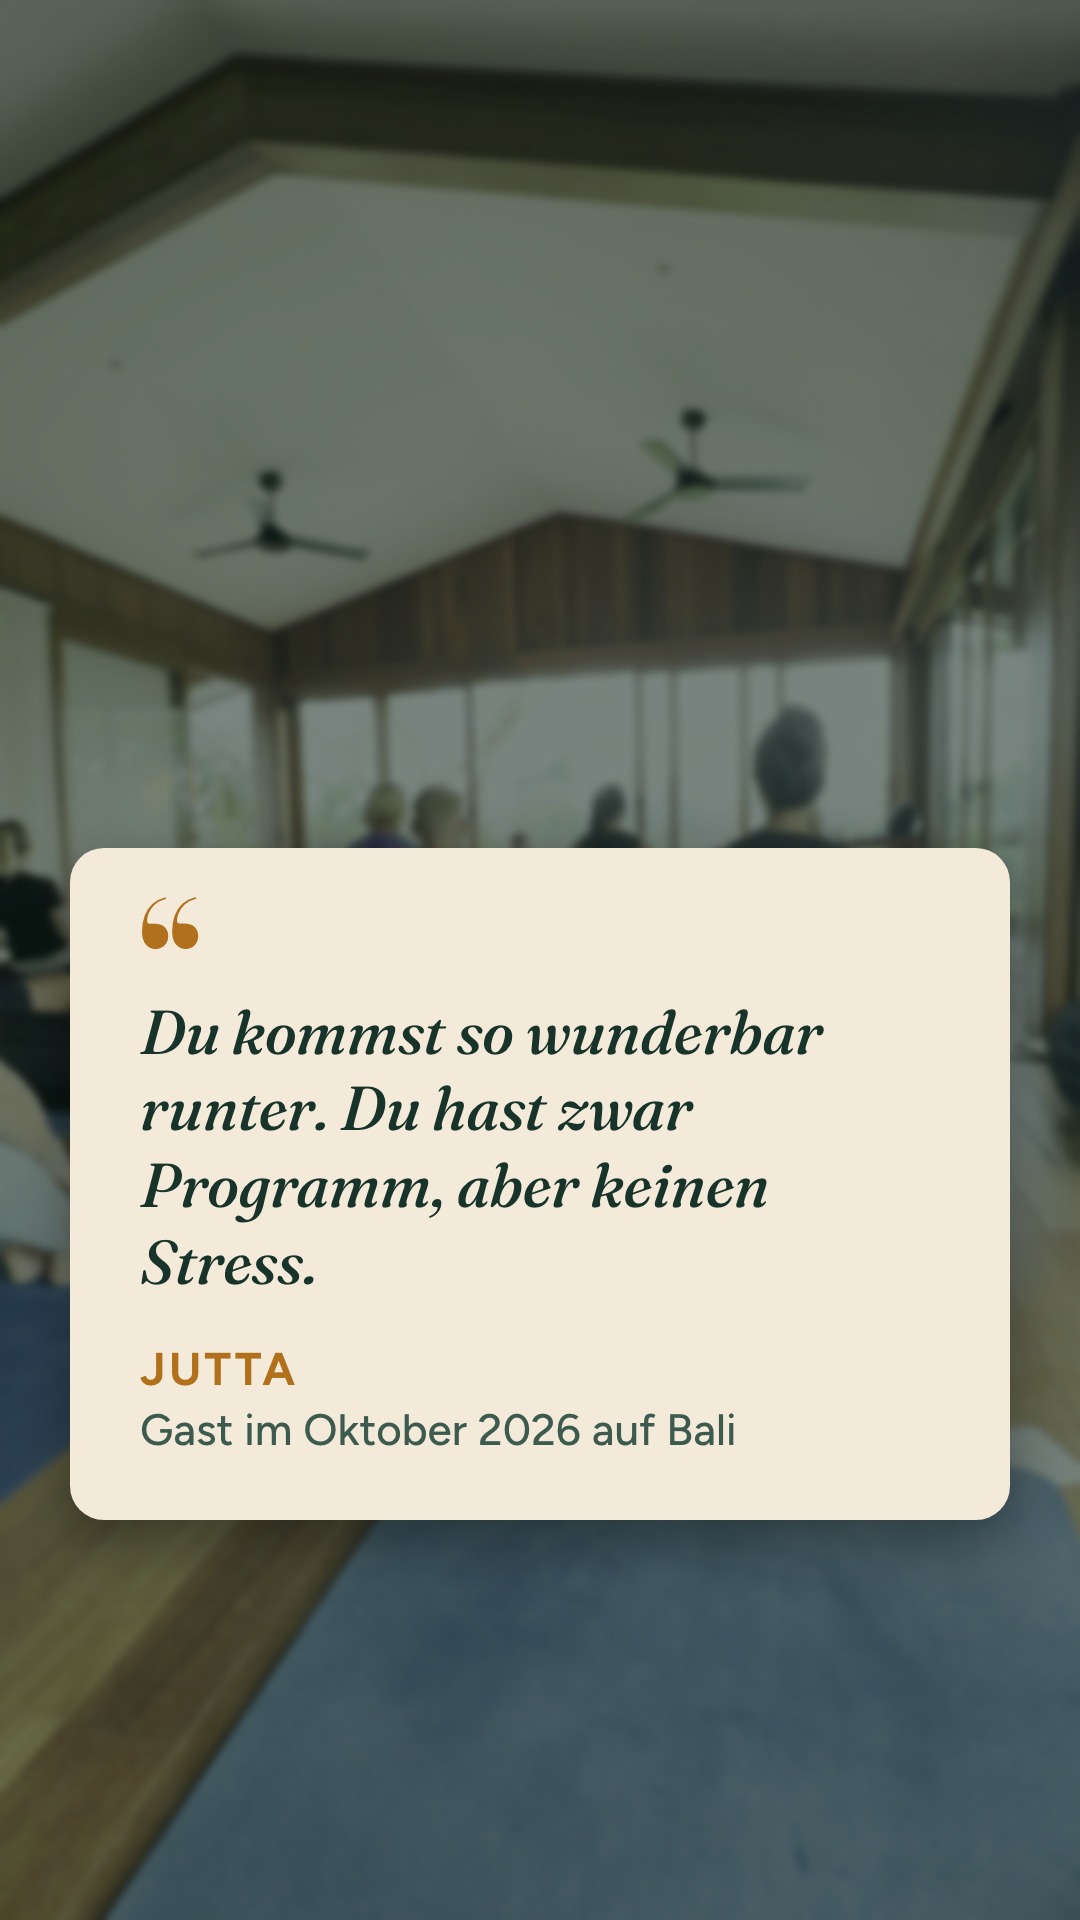 “
Du kommst so wunderbar
runter. Du hast zwar
Programm, aber keinen
Stress.
JUTTA
Gast im Oktober 2026 auf Bali